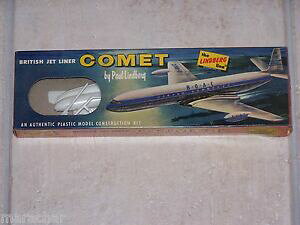 BRITISH JET LINER COMET
by Paul Lindberg
the
LINDBERG
line
B·O·A·C
AN AUTHENTIC PLASTIC MODEL CONSTRUCTION KIT